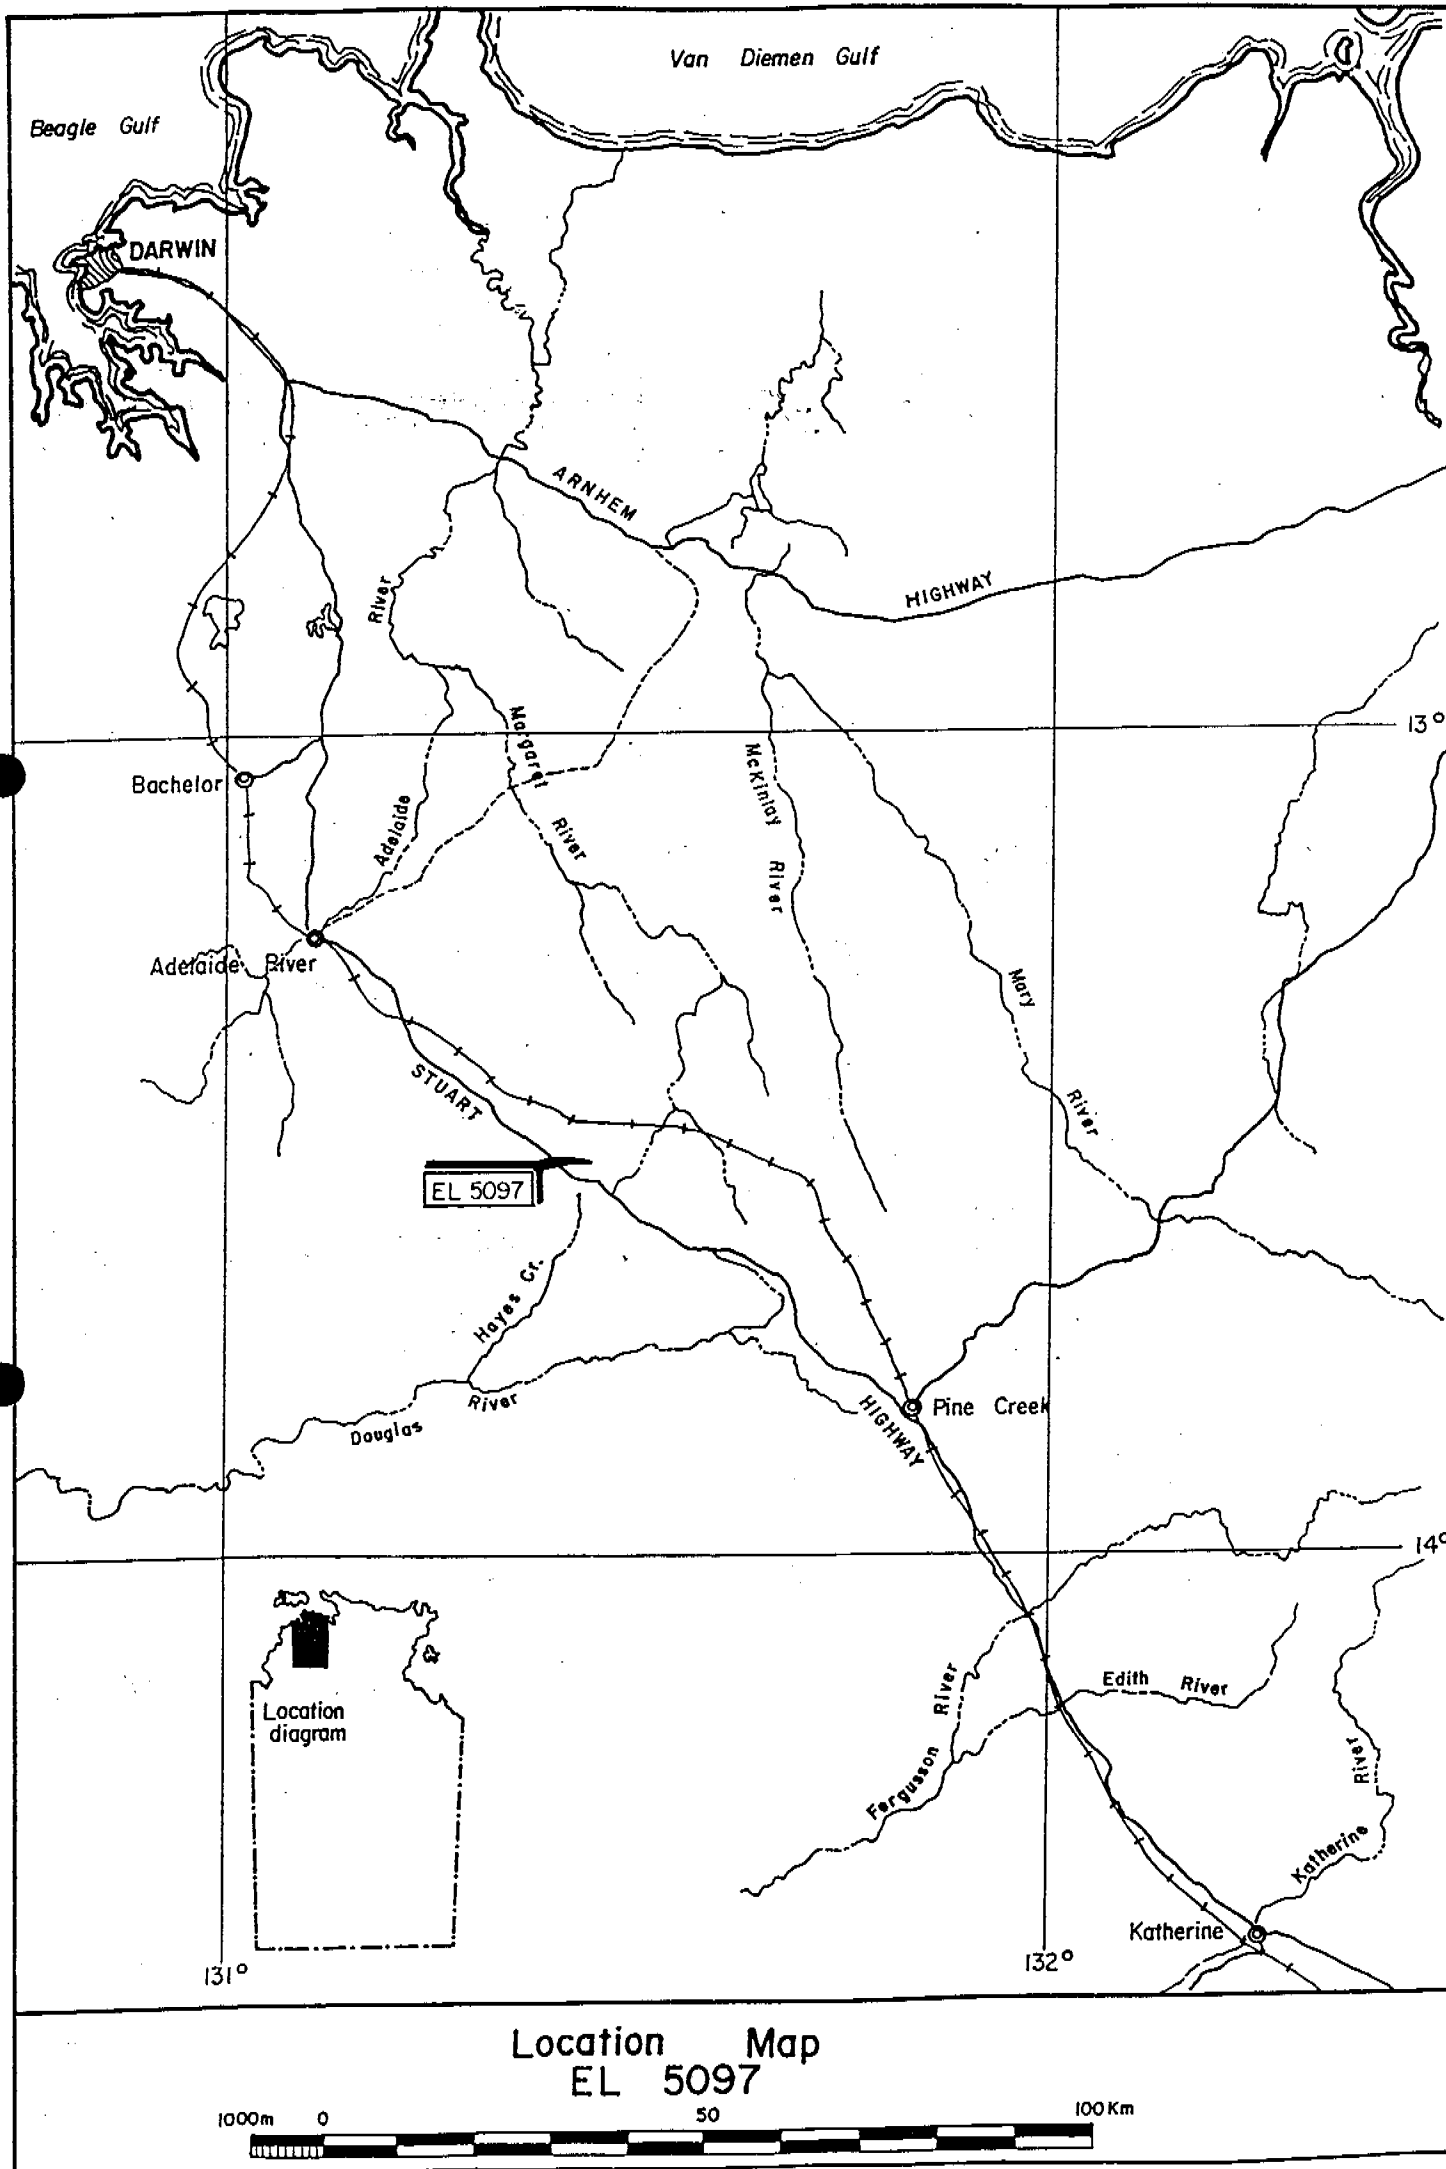 Van Diemen Gulf
Beagle Gulf
DARWIN
ARNHEM
HIGHWAY
River
13°
Margaret
McKinlay
Bachelor
Adelaide
River
River
Adelaide River
Mary
STUART
River
EL 5097
Hayes Cr.
River
Douglas
HIGHWAY
Pine Creek
14°
Location
diagram
River
Edith River
Fergusson
River
Katherine
Katherine
131°
132°
Location Map
EL 5097
1000m 0 50 100 Km